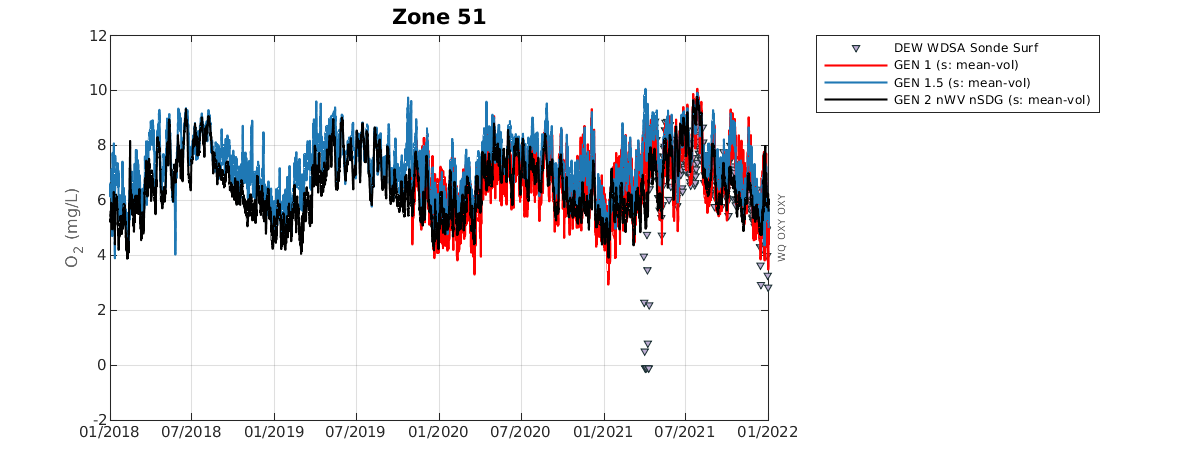 Zone 51
12
10
8
6
4
2
0
-2
O2 (mg/L)
01/2018 07/2018 01/2019 07/2019 01/2020 07/2020 01/2021 07/2021 01/2022
WQ OXY OXY
DEW WDSA Sonde Surf
GEN 1 (s: mean-vol)
GEN 1.5 (s: mean-vol)
GEN 2 nWV nSDG (s: mean-vol)